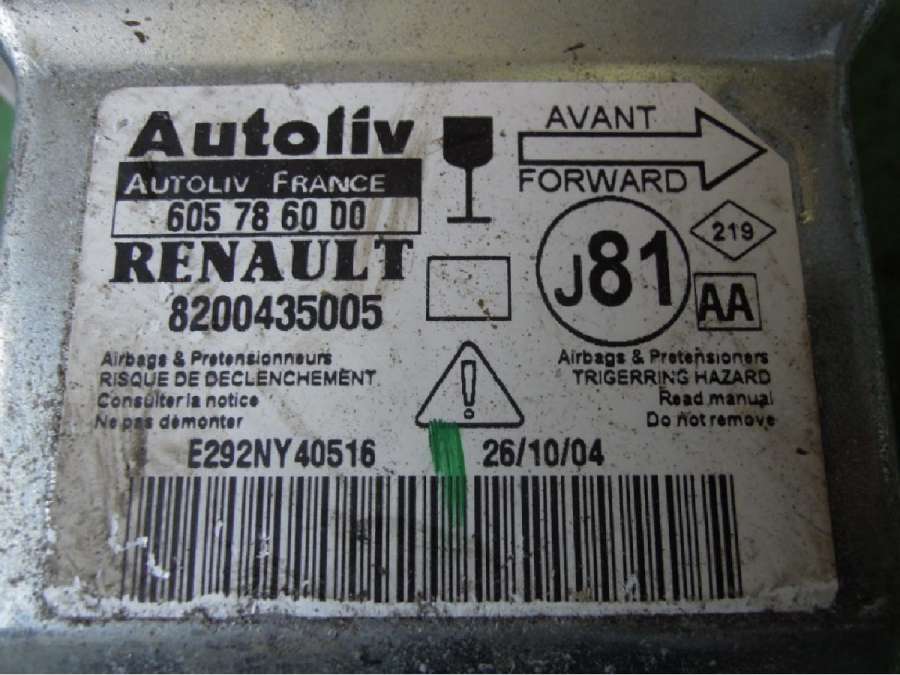 Autoliv
AUTOLIV FRANCE
605 78 60 00
RENAULT
8200435005
AVANT
FORWARD
J81
219
AA
Airbags & Pretensionneurs
RISQUE DE DECLENCHEMENT
Consulter la notice
Ne pas démonter
!
Airbags & Pretensioners
TRIGERRING HAZARD
Read manual
Do not remove
E292NY40516 26/10/04